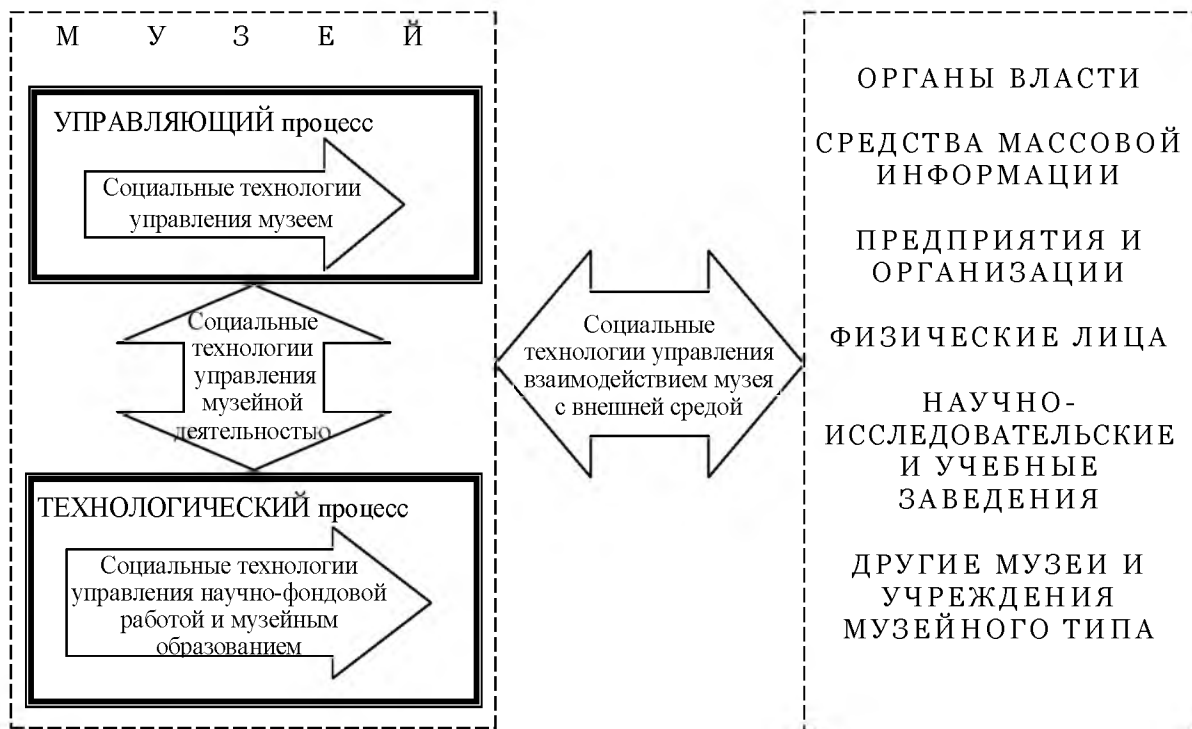 М У З Е Й
УПРАВЛЯЮЩИЙ процесс
Социальные технологии
управления музеем
Социальные
технологии
управления
музейной
деятельностью
ТЕХНОЛОГИЧЕСКИЙ процесс
Социальные технологии
управления научно-фондовой
работой и музейным
образованием
Социальные
технологии управления
взаимодействием музея
с внешней средой
ОРГАНЫ ВЛАСТИ
СРЕДСТВА МАССОВОЙ
ИНФОРМАЦИИ
ПРЕДПРИЯТИЯ И
ОРГАНИЗАЦИИ
ФИЗИЧЕСКИЕ ЛИЦА
НАУЧНО-
ИССЛЕДОВАТЕЛЬСКИЕ
И УЧЕБНЫЕ
ЗАВЕДЕНИЯ
ДРУГИЕ МУЗЕИ И
УЧРЕЖДЕНИЯ
МУЗЕЙНОГО ТИПА